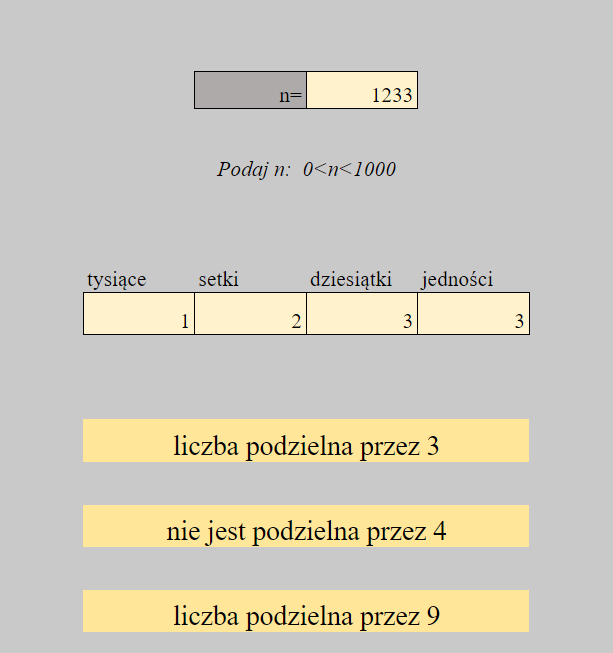 n= 1233
Podaj n: 0<n<1000
tysiące setki dziesiątki jedności
1 2 3 3
liczba podzielna przez 3
nie jest podzielna przez 4
liczba podzielna przez 9